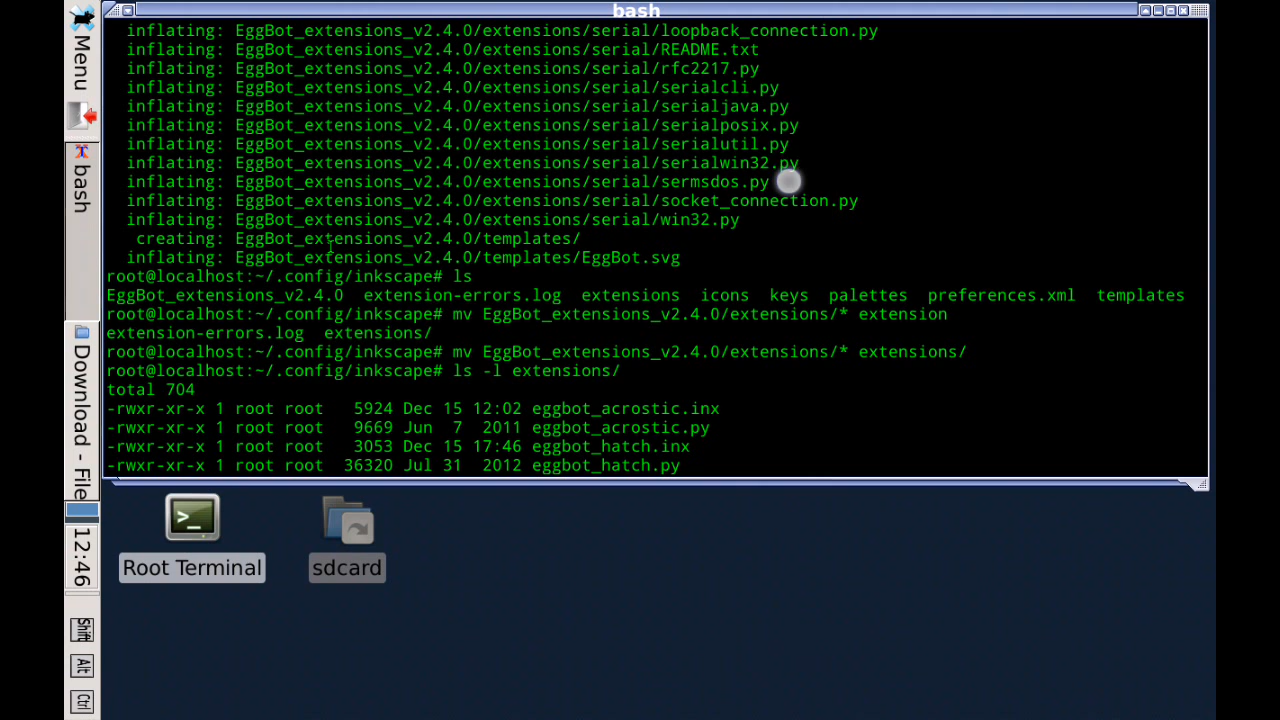 bash
inflating: EggBot_extensions_v2.4.0/extensions/serial/loopback_connection.py
inflating: EggBot_extensions_v2.4.0/extensions/serial/README.txt
inflating: EggBot_extensions_v2.4.0/extensions/serial/rfc2217.py
inflating: EggBot_extensions_v2.4.0/extensions/serial/serialcli.py
inflating: EggBot_extensions_v2.4.0/extensions/serial/serialjava.py
inflating: EggBot_extensions_v2.4.0/extensions/serial/serialposix.py
inflating: EggBot_extensions_v2.4.0/extensions/serial/serialutil.py
inflating: EggBot_extensions_v2.4.0/extensions/serial/serialwin32.py
inflating: EggBot_extensions_v2.4.0/extensions/serial/sermsdos.py
inflating: EggBot_extensions_v2.4.0/extensions/serial/socket_connection.py
inflating: EggBot_extensions_v2.4.0/extensions/serial/win32.py
creating: EggBot_extensions_v2.4.0/templates/
inflating: EggBot_extensions_v2.4.0/templates/EggBot.svg
root@localhost:~/.config/inkscape# ls
EggBot_extensions_v2.4.0  extension-errors.log  extensions  icons  keys  palettes  preferences.xml  templates
root@localhost:~/.config/inkscape# mv EggBot_extensions_v2.4.0/extensions/* extension
extension-errors.log  extensions/
root@localhost:~/.config/inkscape# mv EggBot_extensions_v2.4.0/extensions/* extensions/
root@localhost:~/.config/inkscape# ls -l extensions/
total 704
-rwxr-xr-x 1 root root   5924 Dec 15 12:02 eggbot_acrostic.inx
-rwxr-xr-x 1 root root   9669 Jun  7  2011 eggbot_acrostic.py
-rwxr-xr-x 1 root root   3053 Dec 15 17:46 eggbot_hatch.inx
-rwxr-xr-x 1 root root  36320 Jul 31  2012 eggbot_hatch.py
Root Terminal
sdcard
Menu
bash
Download - File
12:46
Shift
Alt
Ctrl